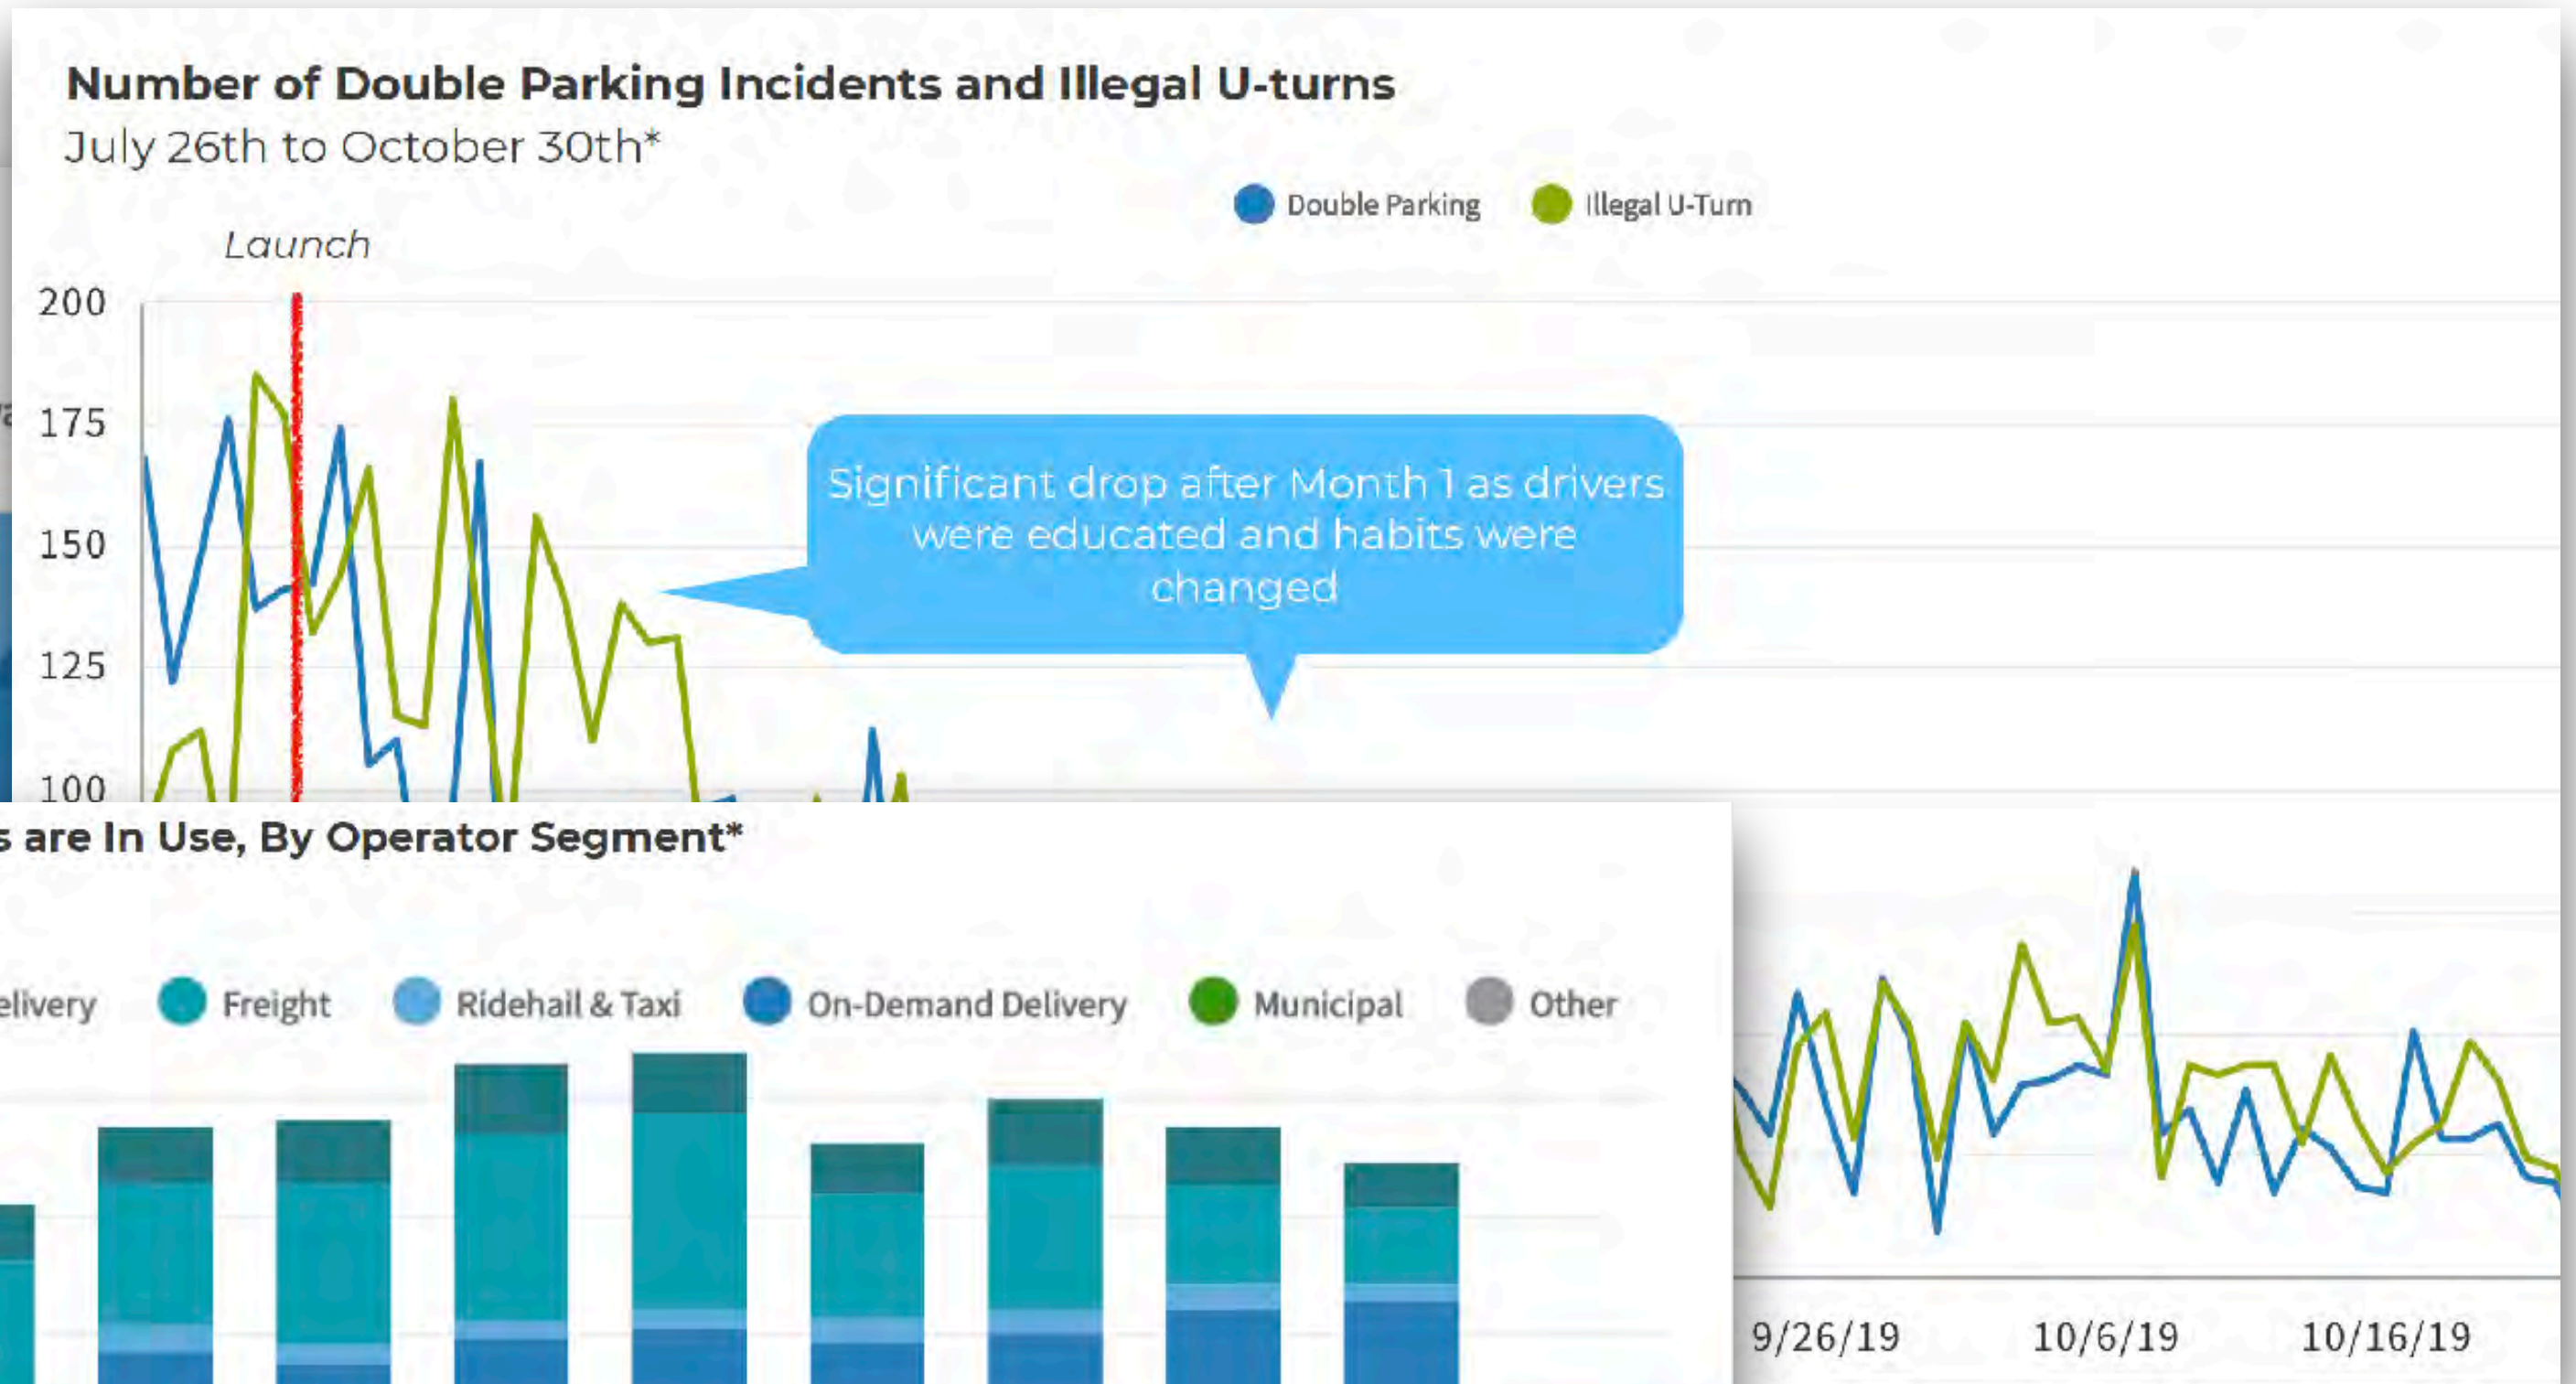 Number of Double Parking Incidents and Illegal U-turns
July 26th to October 30th*
Double Parking
Illegal U-Turn
Launch
200
175
150
125
100
Significant drop after Month 1 as drivers
were educated and habits were
changed
are In Use, By Operator Segment*
Freight
Ridehail & Taxi
On-Demand Delivery
Municipal
Other
9/26/19
10/6/19
10/16/19